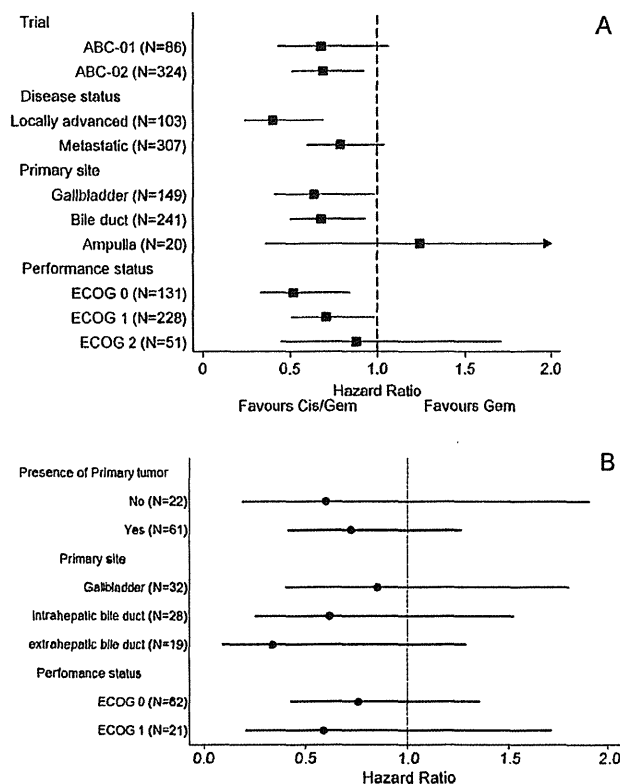 A
Trial
ABC-01 (N=86)
ABC-02 (N=324)
Disease status
Locally advanced (N=103)
Metastatic (N=307)
Primary site
Gallbladder (N=149)
Bile duct (N=241)
Ampulla (N=20)
Performance status
ECOG 0 (N=131)
ECOG 1 (N=228)
ECOG 2 (N=51)
0 0.5 1.0 1.5 2.0
Hazard Ratio
Favours Cis/Gem Favours Gem
B
Presence of Primary tumor
No (N=22)
Yes (N=61)
Primary site
Gallbladder (N=32)
intrahepatic bile duct (N=28)
extrahepatic bile duct (N=19)
Perfomance status
ECOG 0 (N=62)
ECOG 1 (N=21)
0.0 0.5 1.0 1.5 2.0
Hazard Ratio